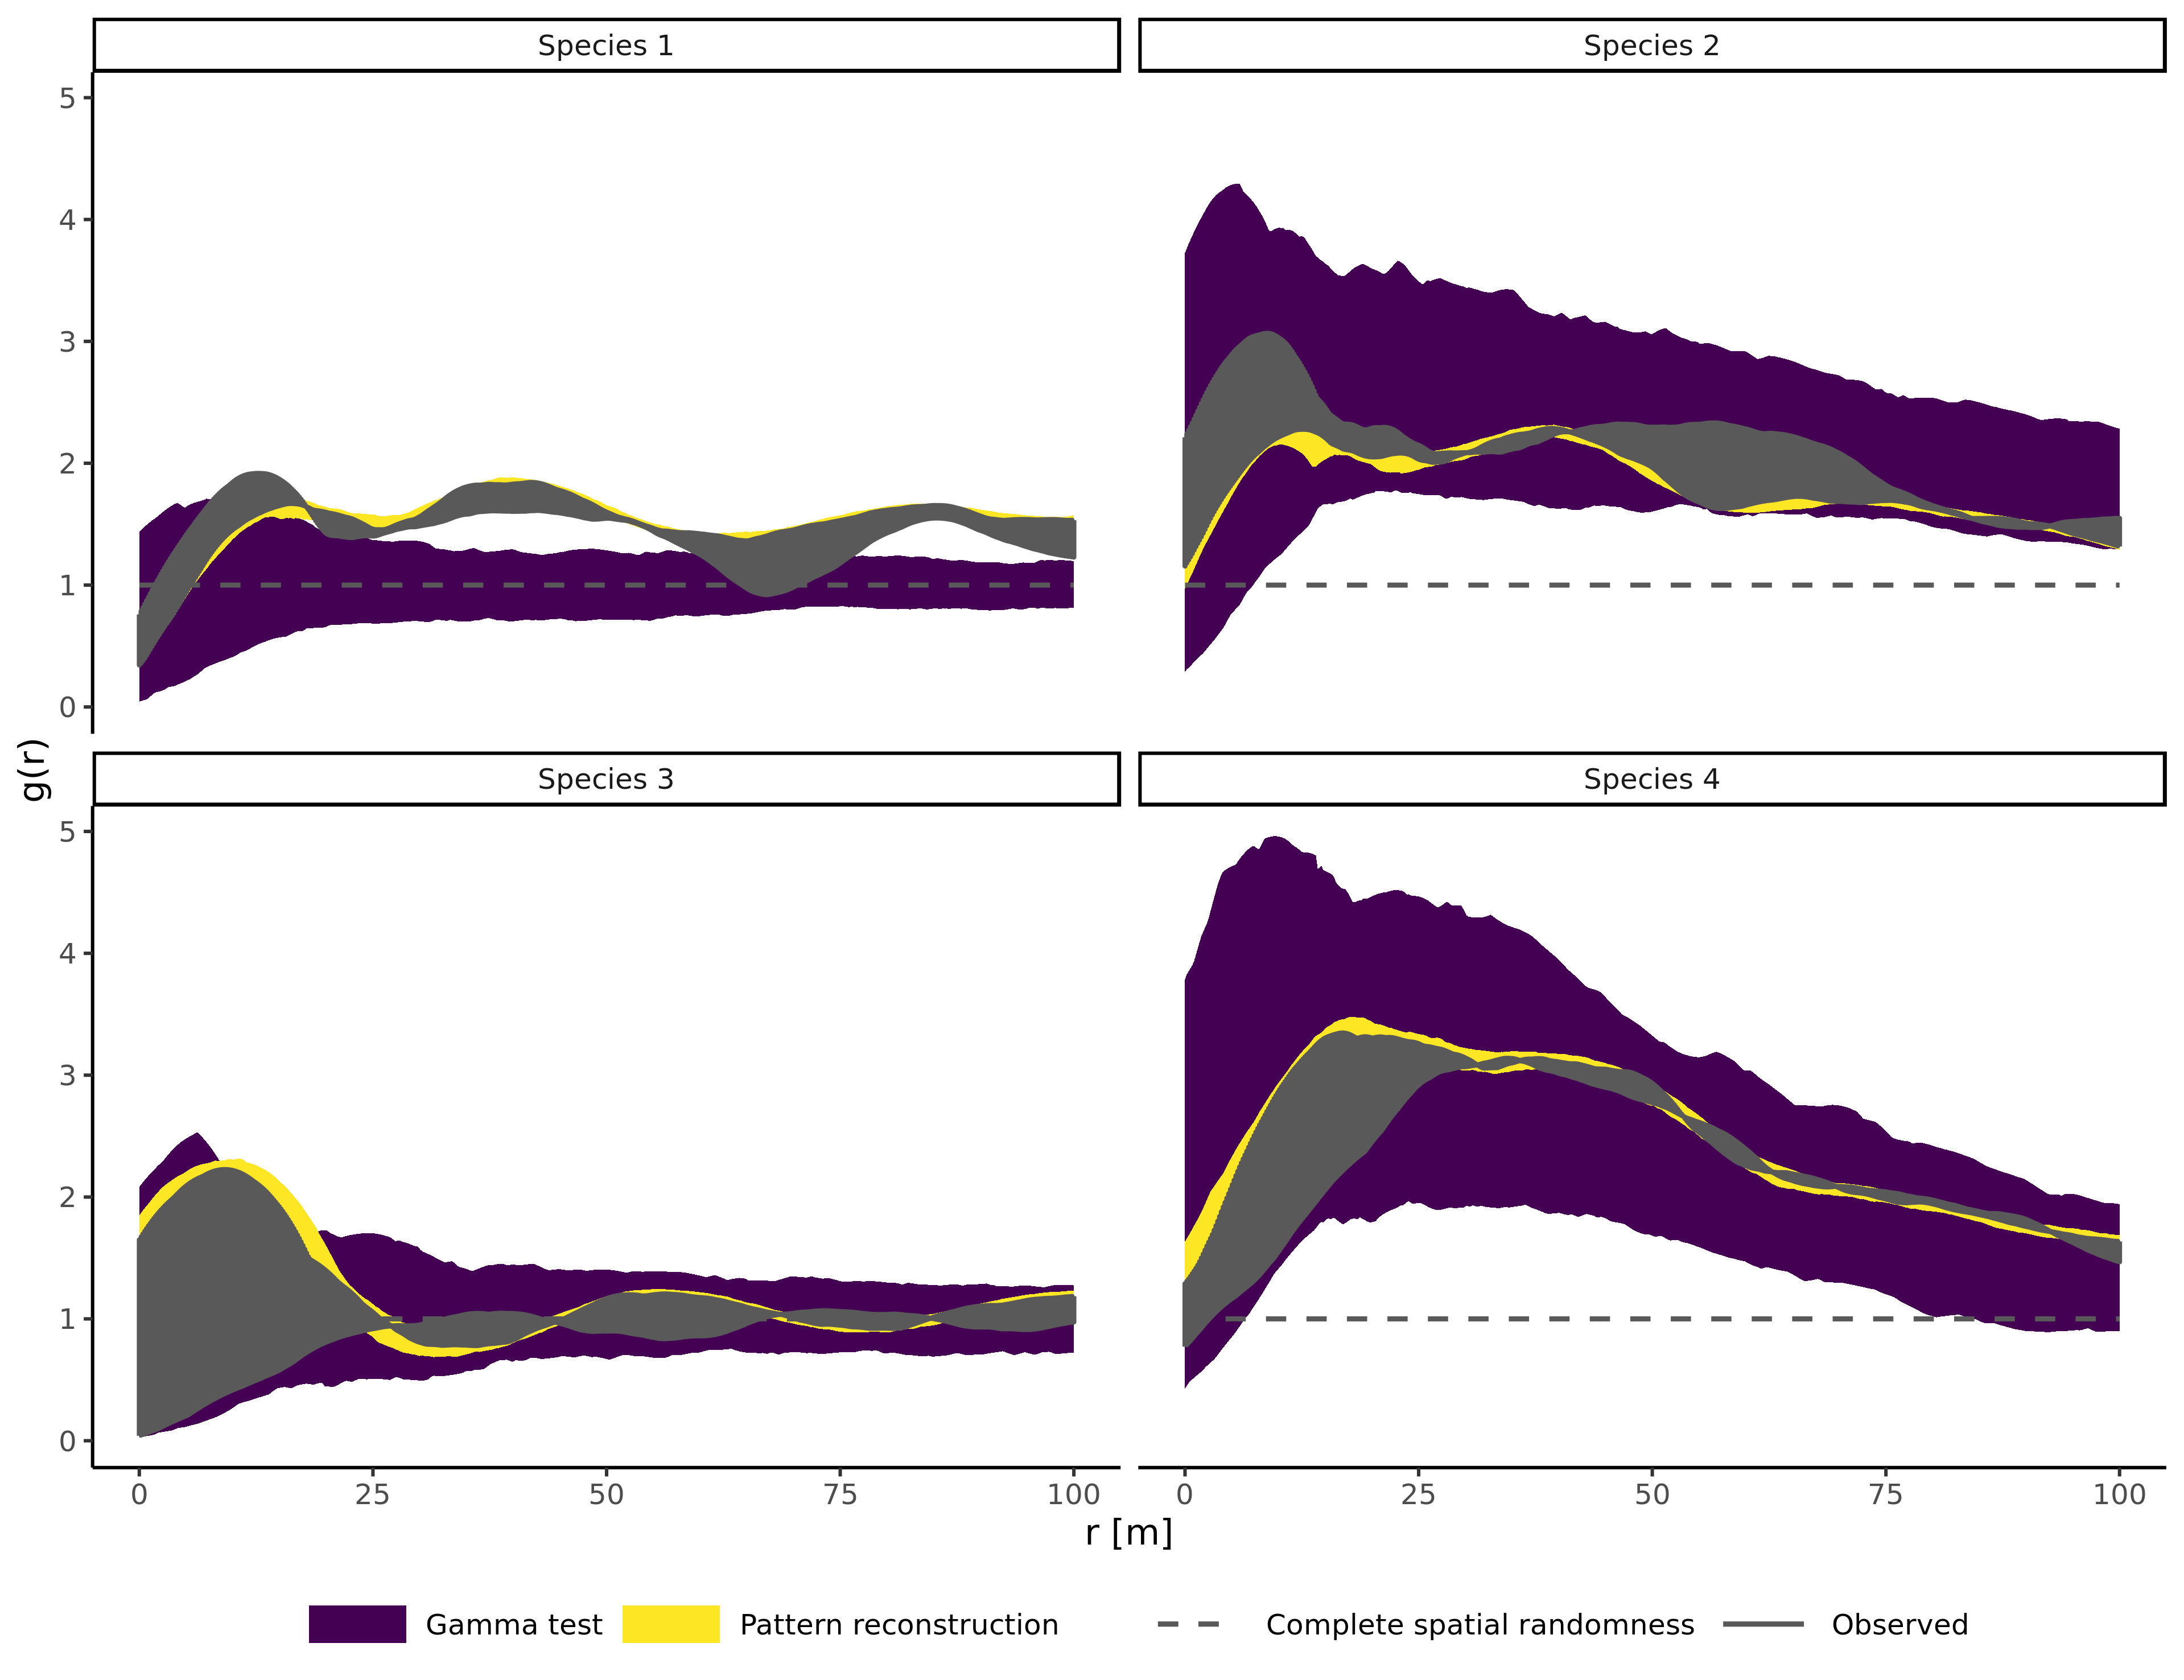 Species 1
Species 2
5
4
3
2
1
0
g(r)
Species 3
Species 4
5
4
3
2
1
0
0 25 50 75 100 0 25 50 75 100
r [m]
Gamma test Pattern reconstruction Complete spatial randomness Observed